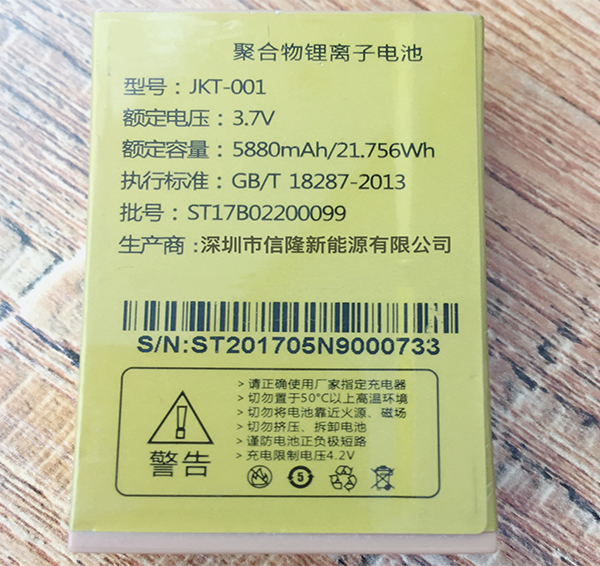 聚合物锂离子电池
型号：JKT-001
额定电压：3.7V
额定容量：5880mAh/21.756Wh
执行标准：GB/T 18287-2013
批号：ST17B02200099
生产商：深圳市信隆新能源有限公司
S/N:ST201705N9000733
警告
> 请正确使用厂家指定充电器
> 切勿置于50°C以上高温环境
> 切勿将电池靠近火源、磁场
> 切勿挤压、拆卸电池
> 谨防电池正负极短路
> 充电限制电压4.2V
5